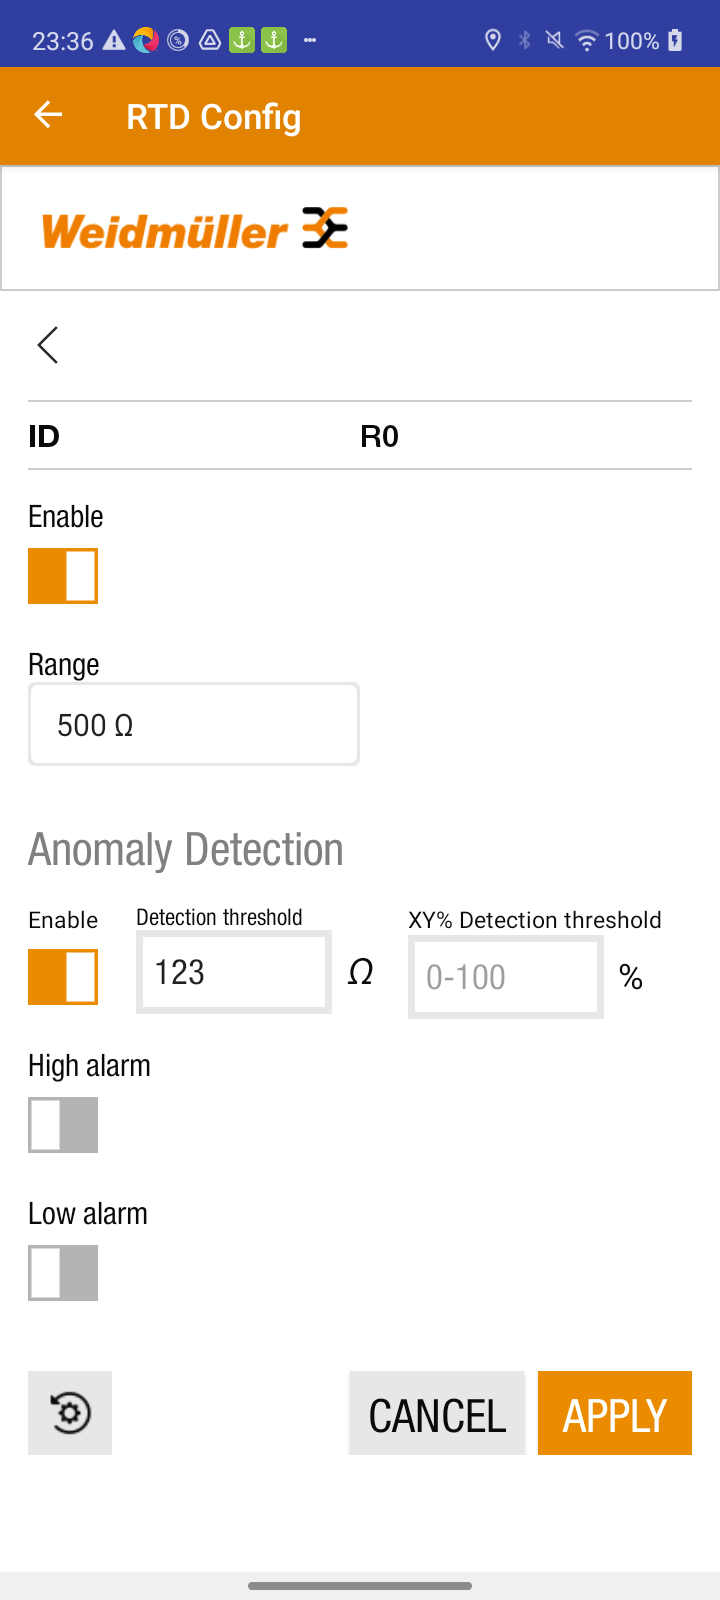 23:36 100%
RTD Config
Weidmüller
ID R0
Enable
Range
500 Ω
Anomaly Detection
Enable Detection threshold XY% Detection threshold
123 Ω 0-100 %
High alarm
Low alarm
CANCEL APPLY